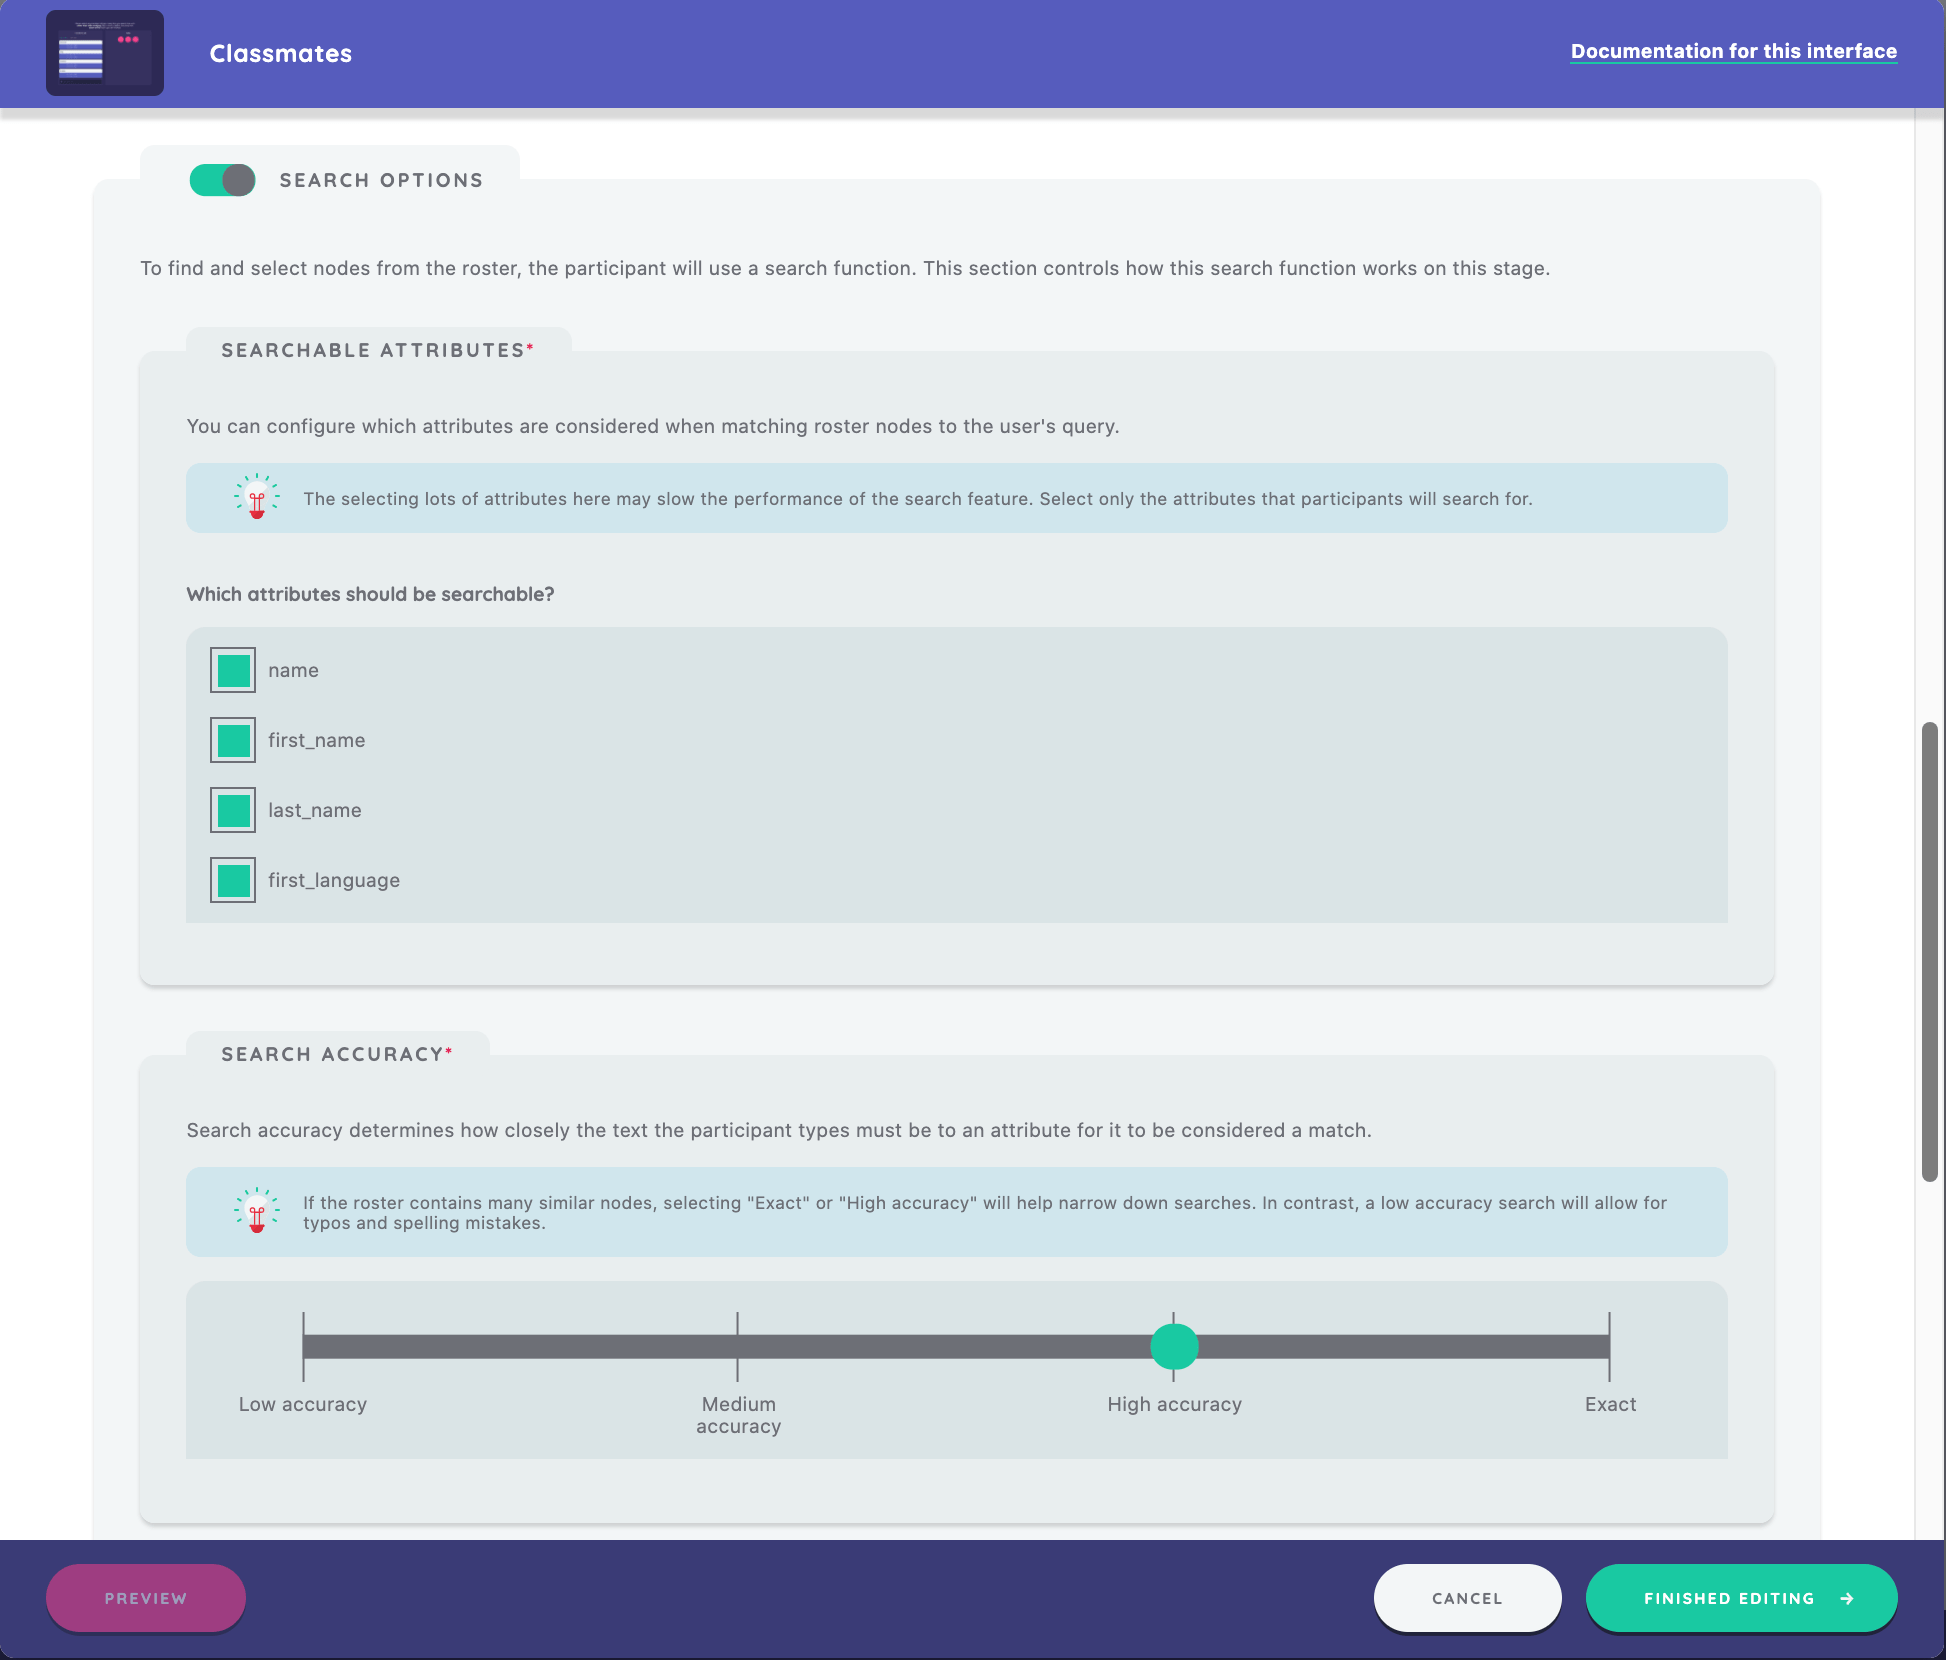 Classmates
Documentation for this interface
SEARCH OPTIONS
To find and select nodes from the roster, the participant will use a search function. This section controls how this search function works on this stage.
SEARCHABLE ATTRIBUTES*
You can configure which attributes are considered when matching roster nodes to the user's query.
The selecting lots of attributes here may slow the performance of the search feature. Select only the attributes that participants will search for.
Which attributes should be searchable?
name
first_name
last_name
first_language
SEARCH ACCURACY*
Search accuracy determines how closely the text the participant types must be to an attribute for it to be considered a match.
If the roster contains many similar nodes, selecting "Exact" or "High accuracy" will help narrow down searches. In contrast, a low accuracy search will allow for
typos and spelling mistakes.
Low accuracy
Medium
accuracy
High accuracy
Exact
PREVIEW
CANCEL
FINISHED EDITING →